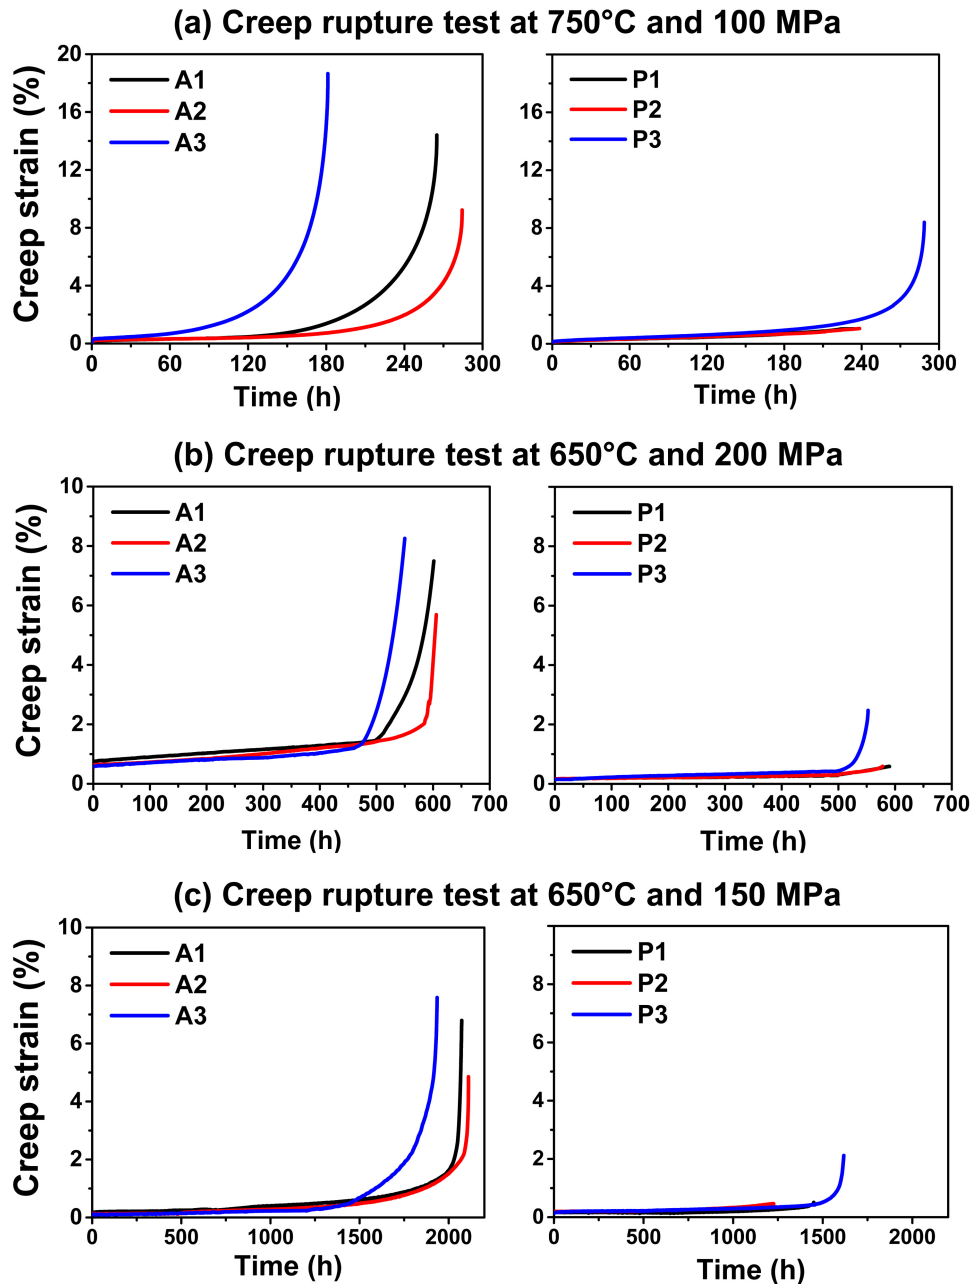 (a) Creep rupture test at 750°C and 100 MPa
Creep strain (%)
20
16
12
8
4
0
A1
A2
A3
0 60 120 180 240 300
Time (h)
P1
P2
P3
0 60 120 180 240 300
Time (h)
(b) Creep rupture test at 650°C and 200 MPa
Creep strain (%)
10
8
6
4
2
0
A1
A2
A3
0 100 200 300 400 500 600 700
Time (h)
8
6
4
2
0
P1
P2
P3
0 100 200 300 400 500 600 700
Time (h)
(c) Creep rupture test at 650°C and 150 MPa
Creep strain (%)
10
8
6
4
2
0
A1
A2
A3
0 500 1000 1500 2000
Time (h)
8
6
4
2
0
P1
P2
P3
0 500 1000 1500 2000
Time (h)